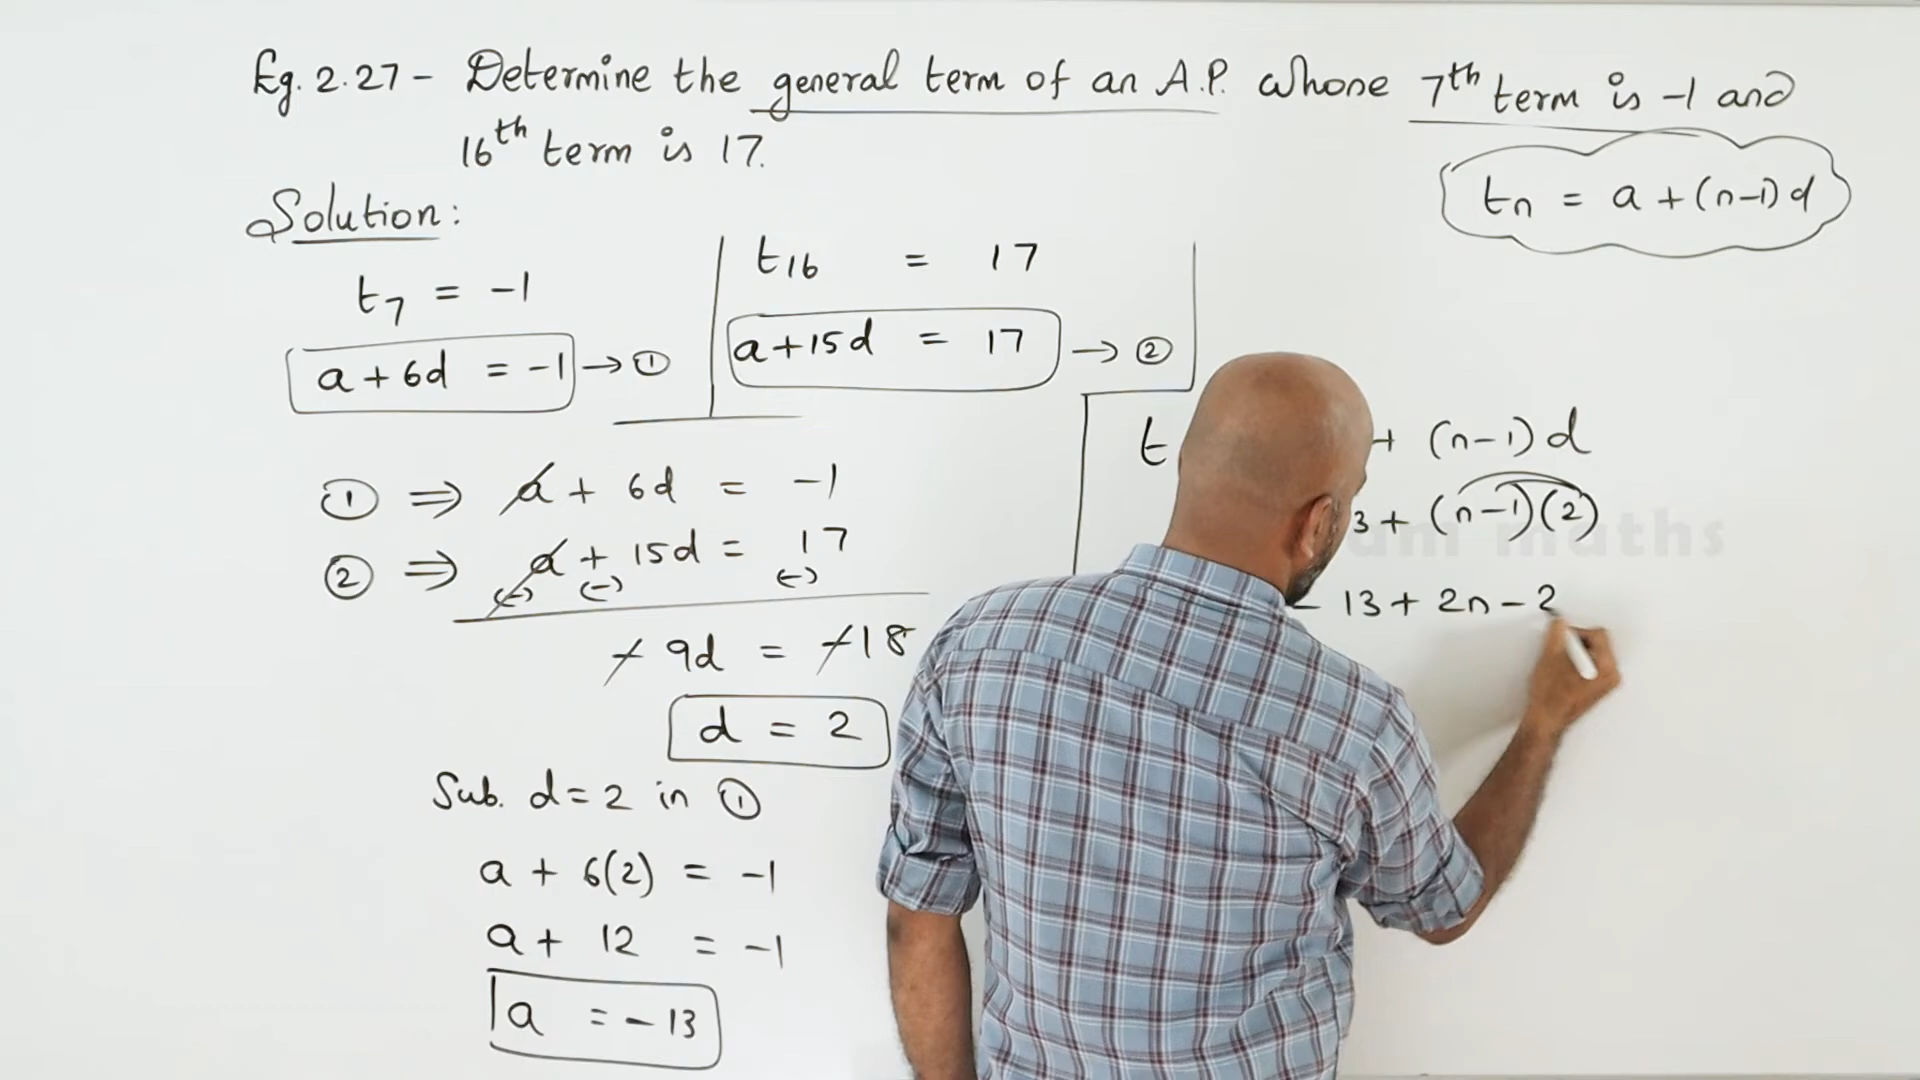 Eg. 2.27 - Determine the general term of an A.P. whose 7th term is -1 and
16th term is 17.
tn = a + (n-1) d
Solution:
t7 = -1
a + 6d = -1 → ①
t16 = 17
a+15d = 17 → ②
① ⇒ a + 6d = -1
② ⇒ a + 15d = 17
(-) (-) (-)
-9d = -18
d = 2
Sub. d=2 in ①
a + 6(2) = -1
a + 12 = -1
a = -13
t + (n-1) d
3 + (n-1)(2)
- 13 + 2n - 2
maths